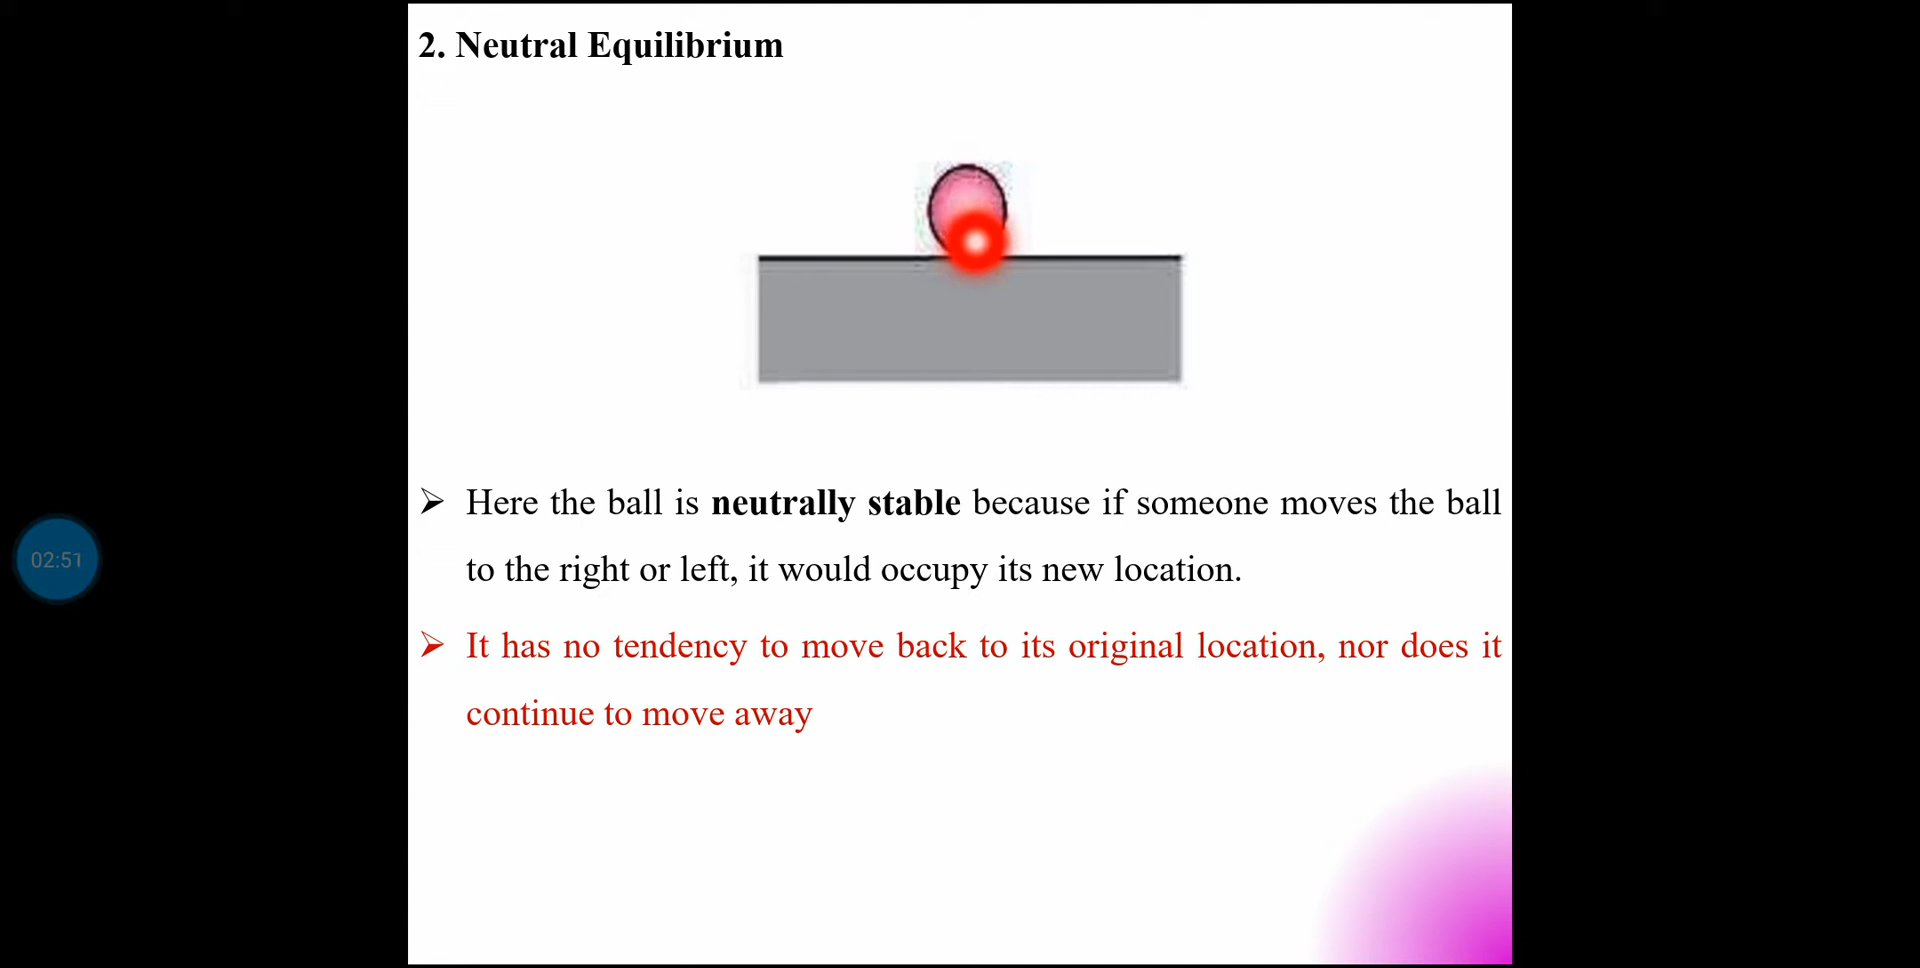 2. Neutral Equilibrium
➢ Here the ball is neutrally stable because if someone moves the ball
to the right or left, it would occupy its new location.
➢ It has no tendency to move back to its original location, nor does it
continue to move away
02:51